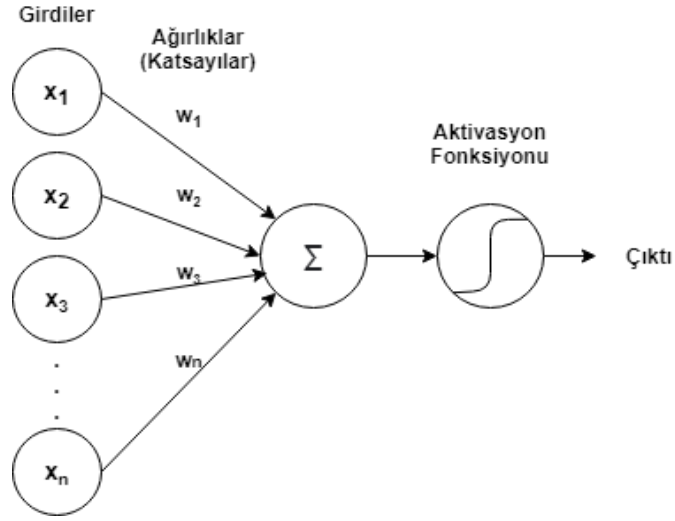 Girdiler
Ağırlıklar
(Katsayılar)
x1
w1
Aktivasyon
Fonksiyonu
x2
w2
Σ
Çıktı
x3
w3
wn
xn